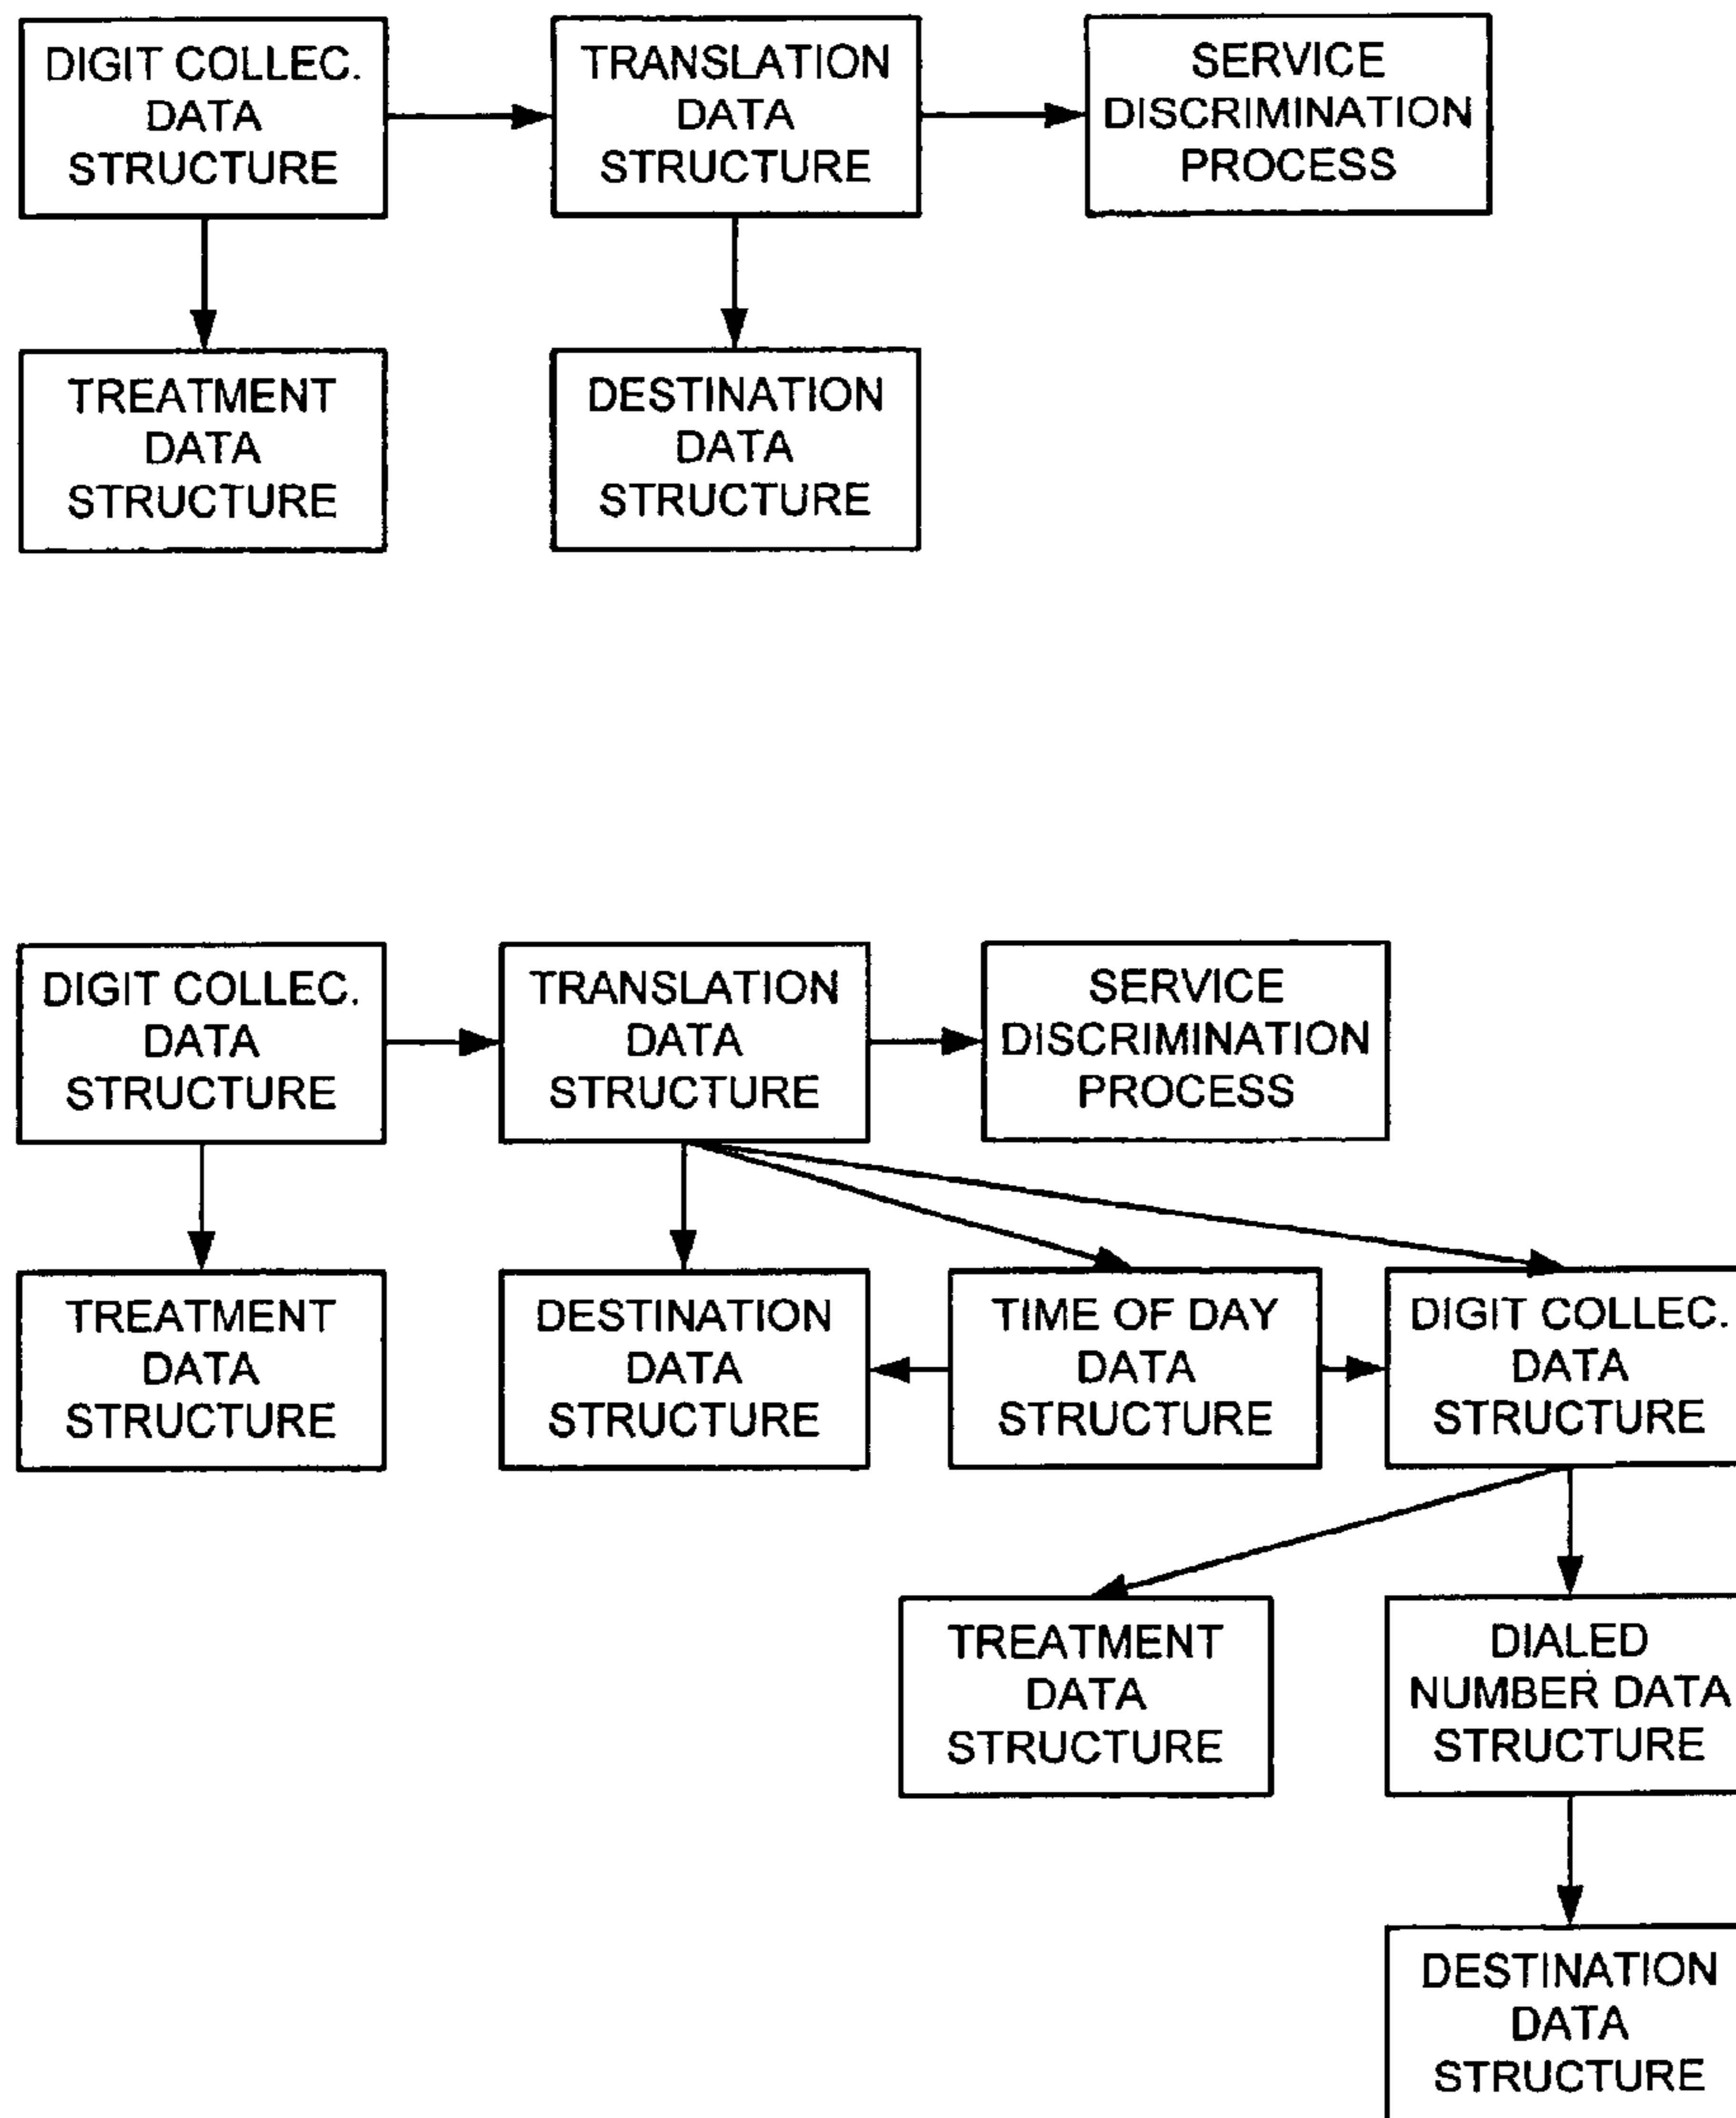 DIGIT COLLEC.
DATA
STRUCTURE
TRANSLATION
DATA
STRUCTURE
SERVICE
DISCRIMINATION
PROCESS
TREATMENT
DATA
STRUCTURE
DESTINATION
DATA
STRUCTURE
DIGIT COLLEC.
DATA
STRUCTURE
TRANSLATION
DATA
STRUCTURE
SERVICE
DISCRIMINATION
PROCESS
TREATMENT
DATA
STRUCTURE
DESTINATION
DATA
STRUCTURE
TIME OF DAY
DATA
STRUCTURE
DIGIT COLLEC.
DATA
STRUCTURE
TREATMENT
DATA
STRUCTURE
DIALED
NUMBER DATA
STRUCTURE
DESTINATION
DATA
STRUCTURE